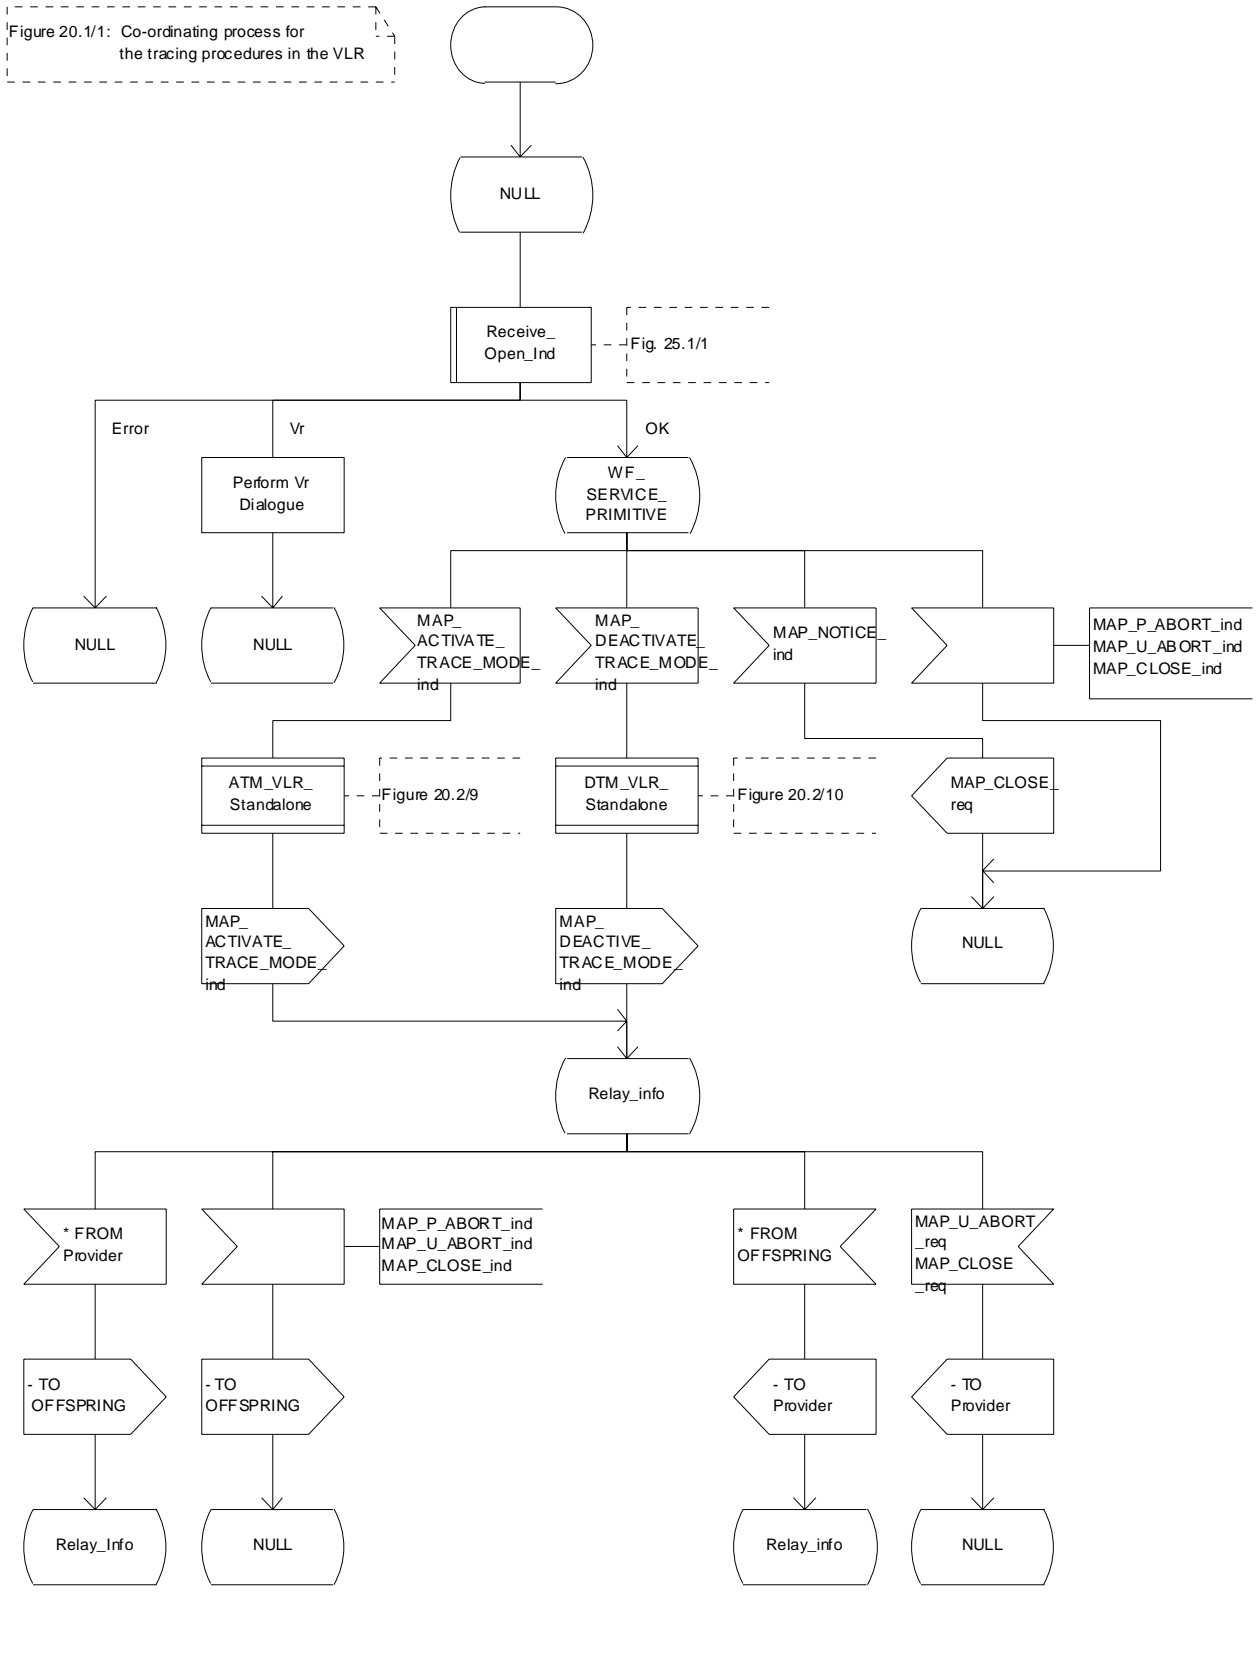 Figure 20.1/1: Co-ordinating process for
the tracing procedures in the VLR
NULL
Receive_
Open_Ind
Fig. 25.1/1
Error
Vr
OK
Perform Vr
Dialogue
WF_
SERVICE_
PRIMITIVE
NULL
NULL
MAP_
ACTIVATE_
TRACE_MODE_
ind
MAP_
DEACTIVATE_
TRACE_MODE_
ind
MAP_NOTICE_
ind
MAP_P_ABORT_ind
MAP_U_ABORT_ind
MAP_CLOSE_ind
ATM_VLR_
Standalone
Figure 20.2/9
DTM_VLR_
Standalone
Figure 20.2/10
MAP_CLOSE_
req
MAP_
ACTIVATE_
TRACE_MODE_
ind
MAP_
DEACTIVE_
TRACE_MODE_
ind
NULL
Relay_info
* FROM
Provider
MAP_P_ABORT_ind
MAP_U_ABORT_ind
MAP_CLOSE_ind
* FROM
OFFSPRING
MAP_U_ABORT
_req
MAP_CLOSE
_req
- TO
OFFSPRING
- TO
OFFSPRING
- TO
Provider
- TO
Provider
Relay_Info
NULL
Relay_info
NULL